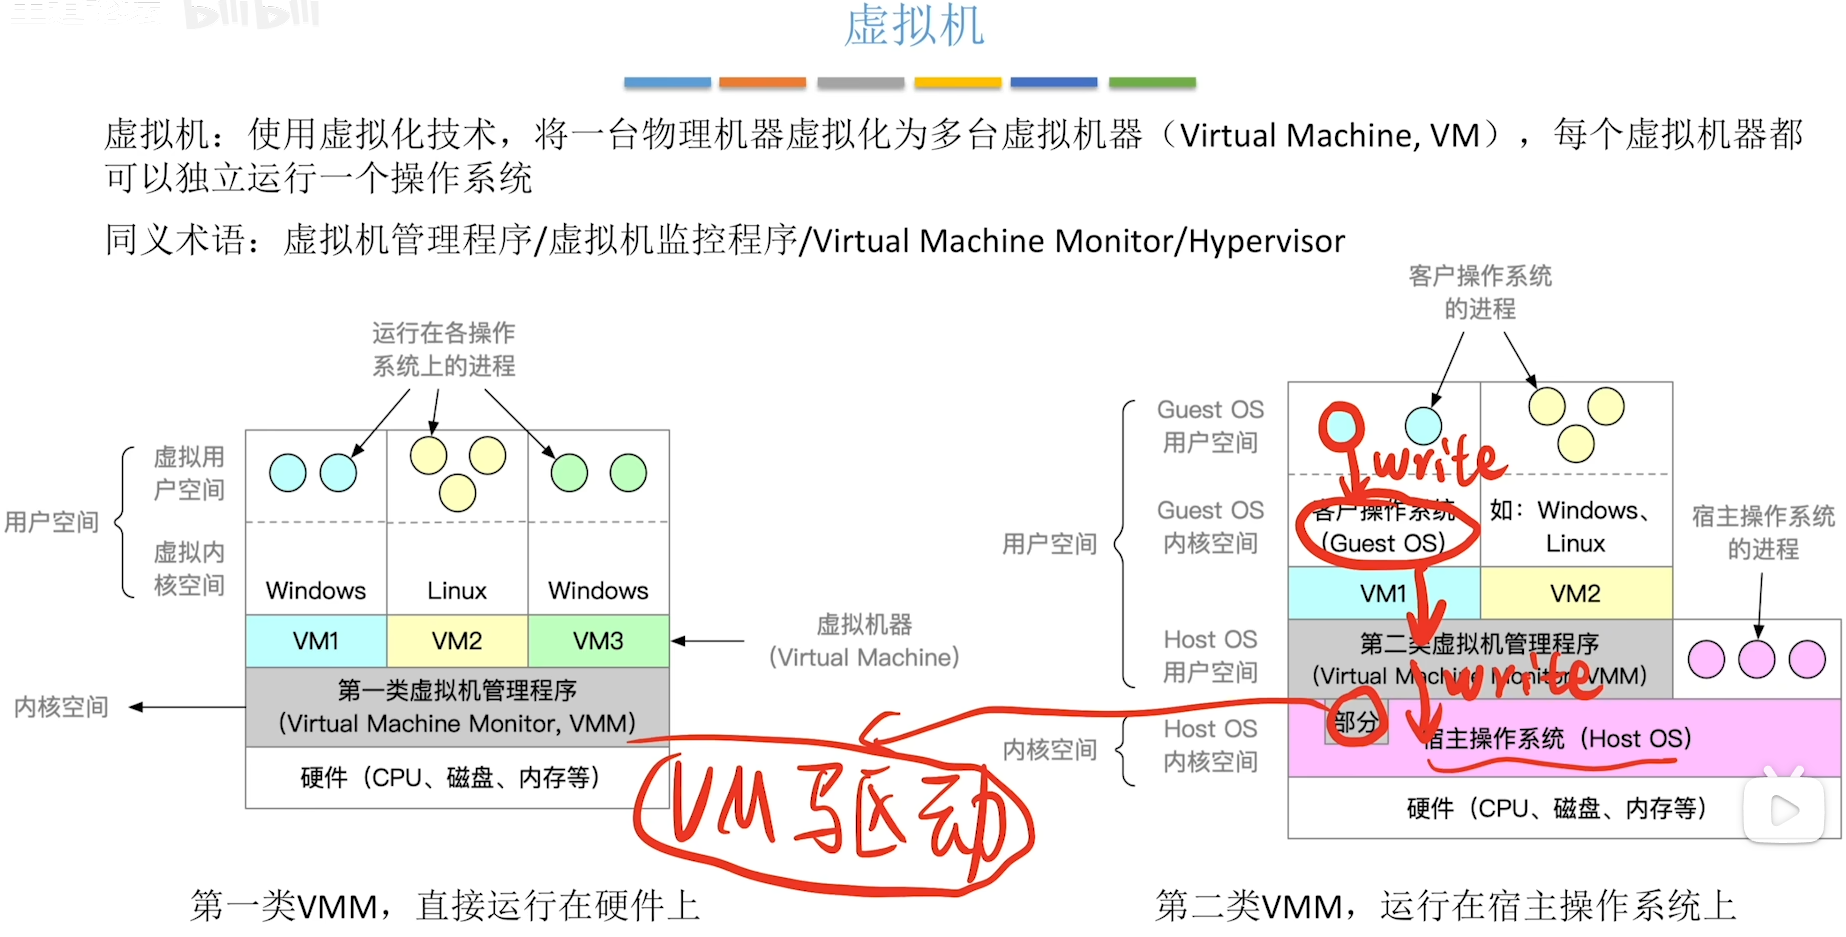 bilibili
虚拟机
虚拟机：使用虚拟化技术，将一台物理机器虚拟化为多台虚拟机器（Virtual Machine, VM），每个虚拟机器都
可以独立运行一个操作系统
同义术语：虚拟机管理程序/虚拟机监控程序/Virtual Machine Monitor/Hypervisor
运行在各操作
系统上的进程
用户空间
虚拟用
户空间
虚拟内
核空间
Windows
Linux
Windows
VM1
VM2
VM3
虚拟机器
(Virtual Machine)
内核空间
第一类虚拟机管理程序
(Virtual Machine Monitor, VMM)
硬件（CPU、磁盘、内存等）
VM驱动
第一类VMM，直接运行在硬件上
客户操作系统
的进程
用户空间
Guest OS
用户空间
write
Guest OS
内核空间
客户操作系统
(Guest OS)
如：Windows、
Linux
宿主操作系统
的进程
VM1
VM2
Host OS
用户空间
第二类虚拟机管理程序
(Virtual Machine Monitor, VMM)
write
内核空间
Host OS
内核空间
部分
宿主操作系统（Host OS）
硬件（CPU、磁盘、内存等）
第二类VMM，运行在宿主操作系统上